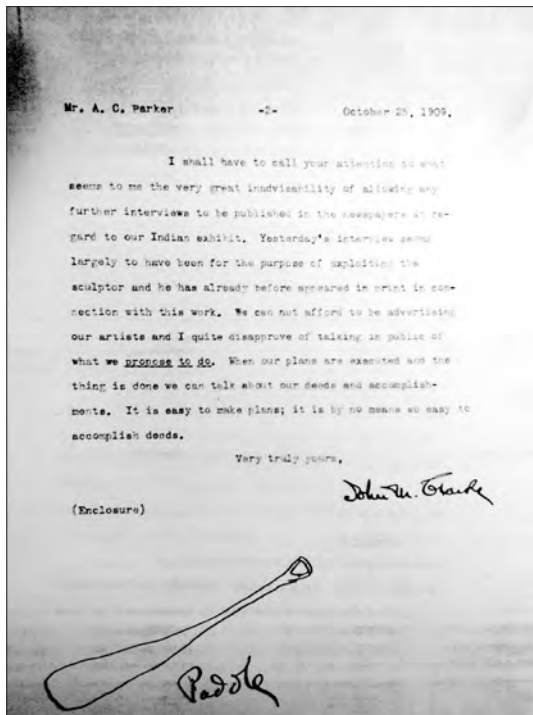 Mr. A. C. Parker -2- October 25, 1909.
I shall have to call your attention to what
seems to me the very great inadvisability of allowing any
further interviews to be published in the newspapers in re-
gard to our Indian exhibit. Yesterday's interview seems
largely to have been for the purpose of exploiting the
sculptor and he has already before appeared in print in con-
nection with this work. We can not afford to be advertising
our artists and I quite disapprove of talking in public of
what we propose to do. When our plans are executed and the
thing is done we can talk about our deeds and accomplish-
ments. It is easy to make plans; it is by no means so easy to
accomplish deeds.
Very truly yours,
John M. Clarke
(Enclosure)
Paddle